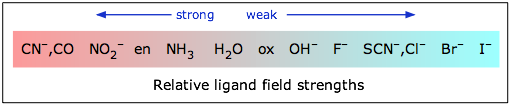 strong weak
CN⁻,CO NO₂⁻ en NH₃ H₂O ox OH⁻ F⁻ SCN⁻,Cl⁻ Br⁻ I⁻
Relative ligand field strengths